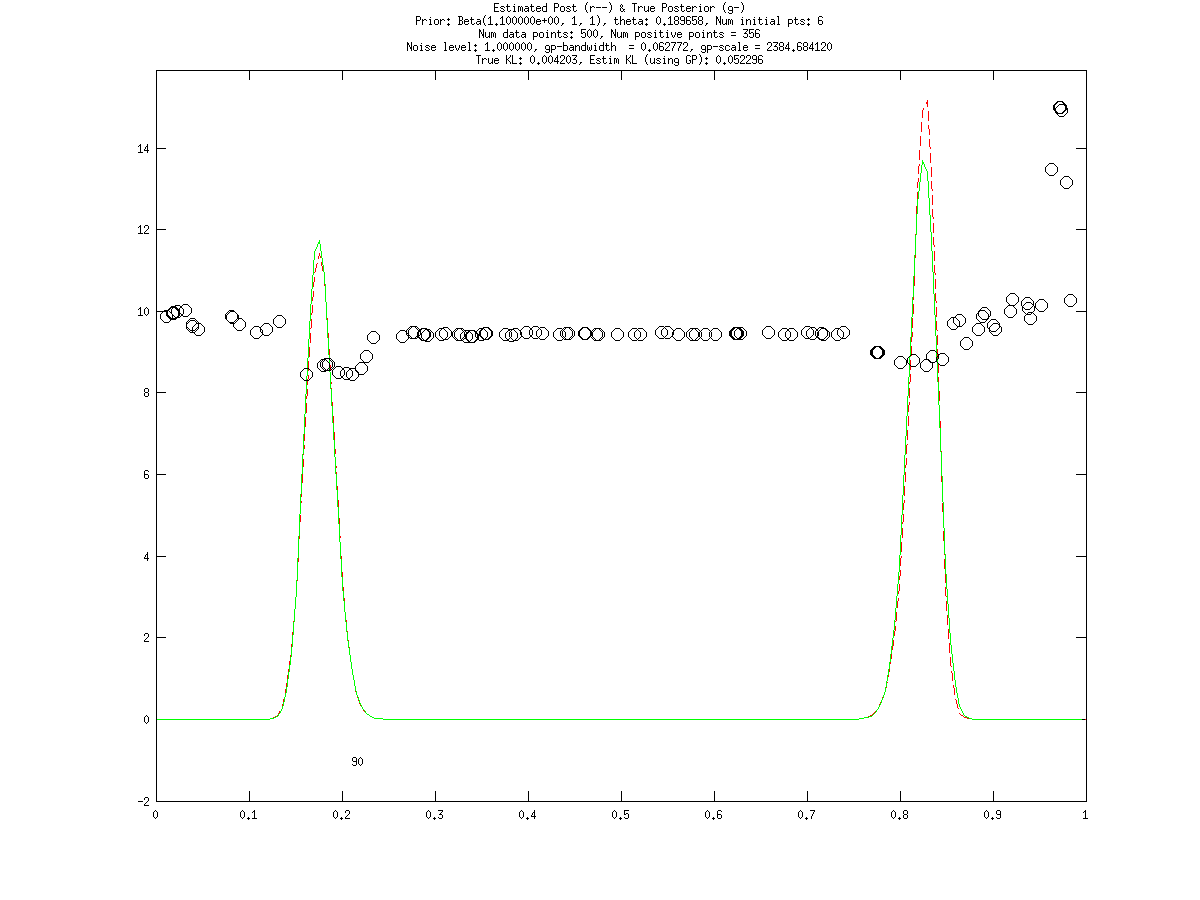 Estimated Post (r--) & True Posterior (g-)
Prior: Beta(1.100000e+00, 1, 1), theta: 0.189658, Num initial pts: 6
Num data points: 500, Num positive points = 356
Noise level: 1.000000, gp-bandwidth  = 0.062772, gp-scale = 2384.684120
True KL: 0.004203, Estim KL (using GP): 0.052296
14
12
10
8
6
4
2
0
90
-2
0 0.1 0.2 0.3 0.4 0.5 0.6 0.7 0.8 0.9 1